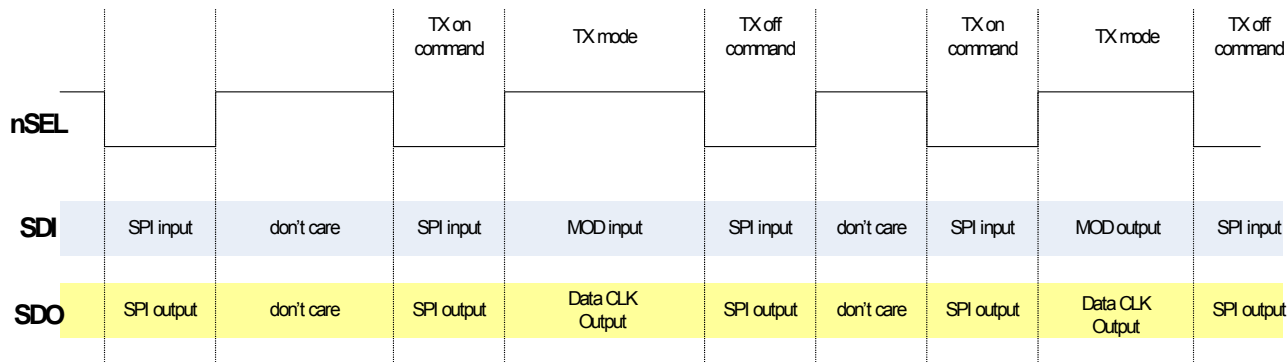 TX on
command
TX mode
TX off
command
TX on
command
TX mode
TX off
command
nSEL
SDI
SPI input
don't care
SPI input
MOD input
SPI input
don't care
SPI input
MOD output
SPI input
SDO
SPI output
don't care
SPI output
Data CLK
Output
SPI output
don't care
SPI output
Data CLK
Output
SPI output